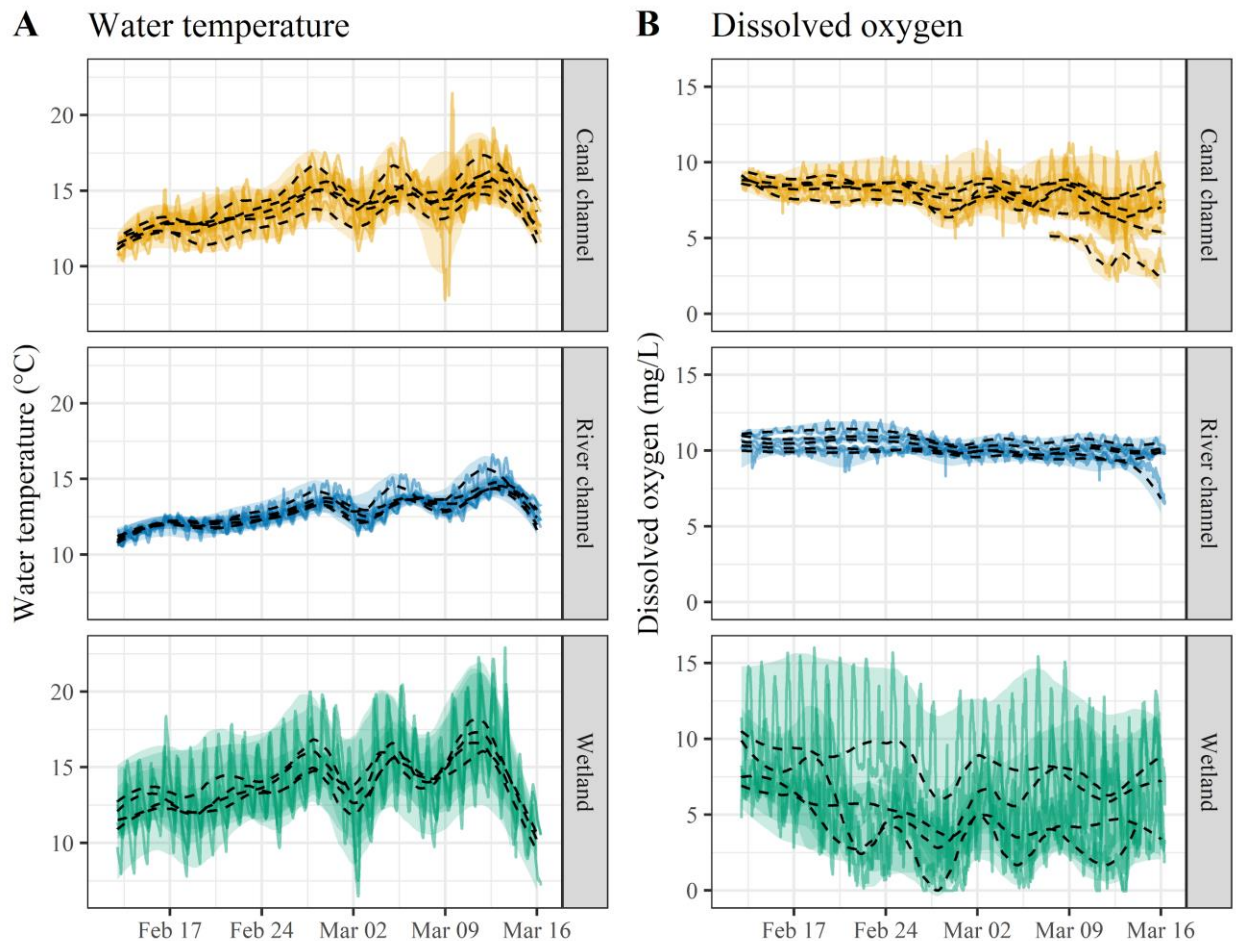 A Water temperature
B Dissolved oxygen
Water temperature (°C)
20
15
10
Canal channel
20
15
10
River channel
20
15
10
Wetland
Feb 17 Feb 24 Mar 02 Mar 09 Mar 16
Dissolved oxygen (mg/L)
15
10
5
0
Canal channel
15
10
5
0
River channel
15
10
5
0
Wetland
Feb 17 Feb 24 Mar 02 Mar 09 Mar 16